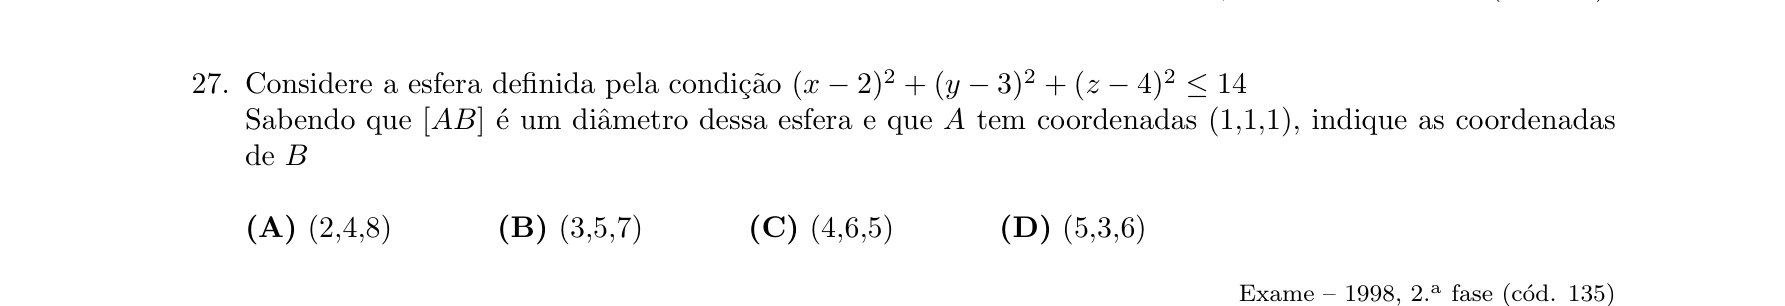 27. Considere a esfera definida pela condição (x − 2)² + (y − 3)² + (z − 4)² ≤ 14
Sabendo que [AB] é um diâmetro dessa esfera e que A tem coordenadas (1,1,1), indique as coordenadas
de B
(A) (2,4,8) (B) (3,5,7) (C) (4,6,5) (D) (5,3,6)
Exame – 1998, 2.ª fase (cód. 135)